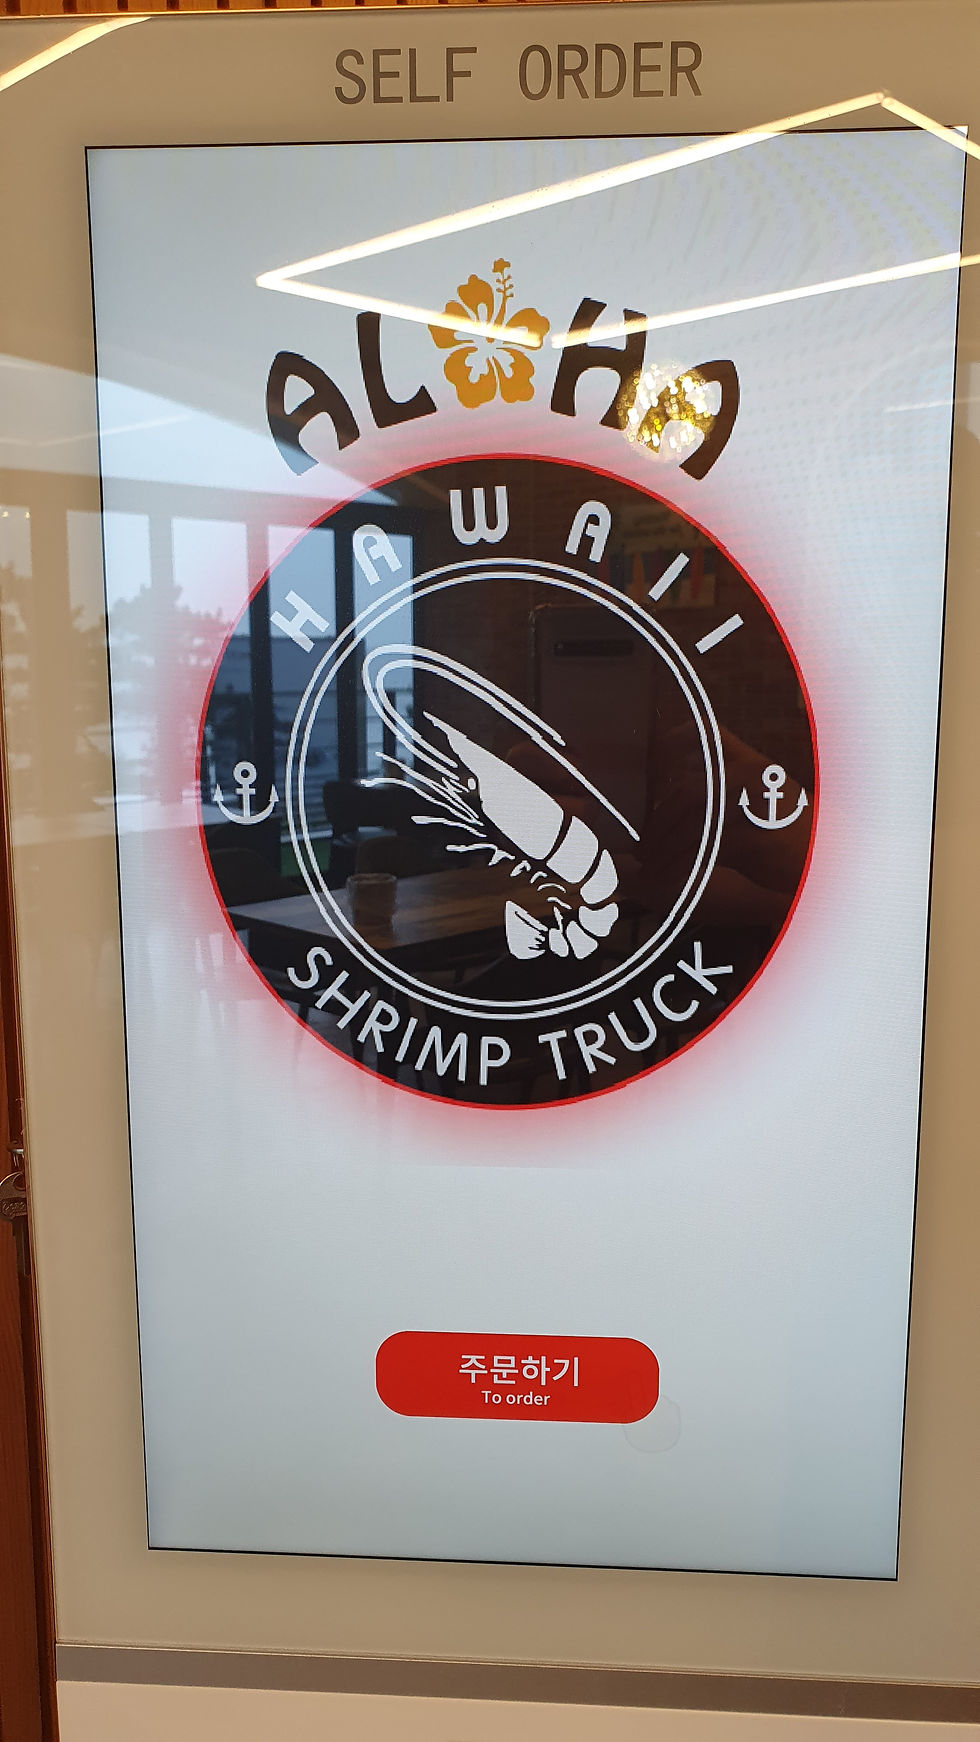 SELF ORDER
ALOHA
HAWAII
SHRIMP TRUCK
주문하기
To order